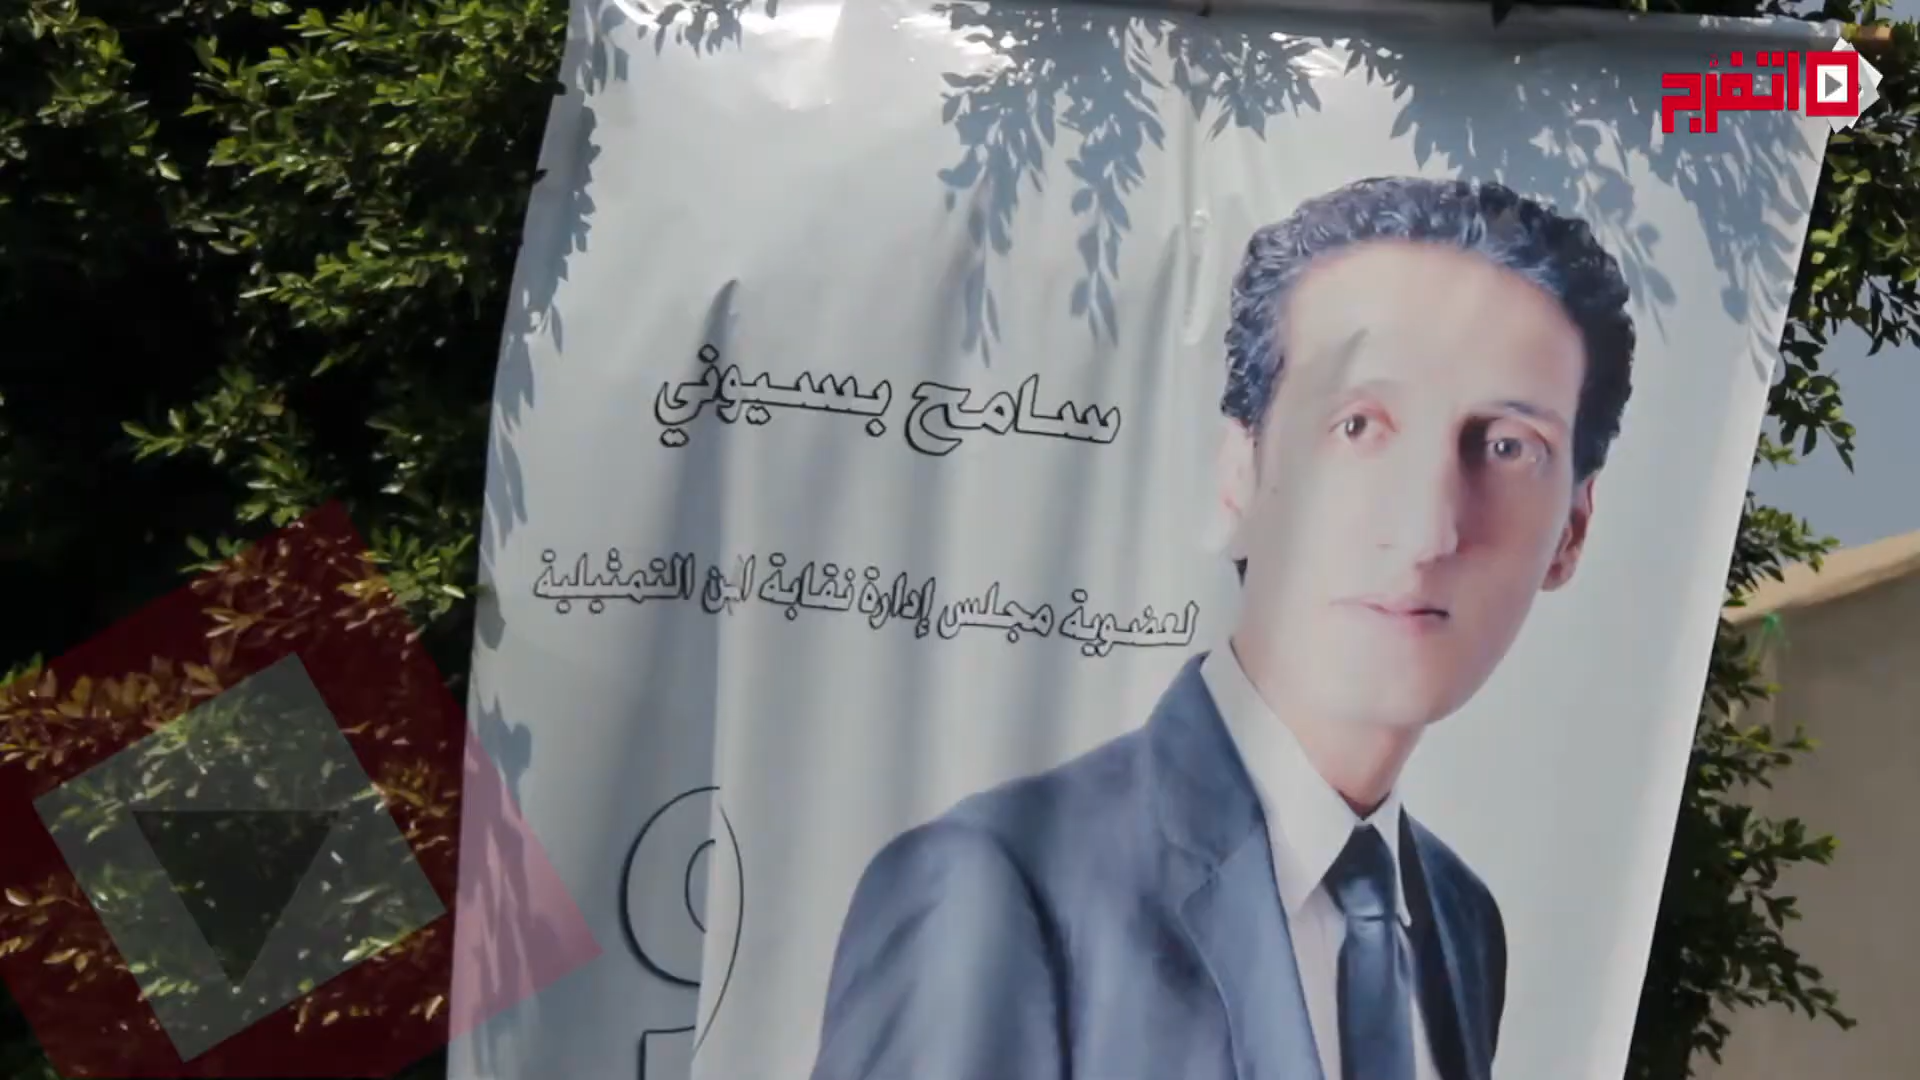 اتفرج
سامح بسيوني
لعضوية مجلس إدارة نقابة المهن التمثيلية